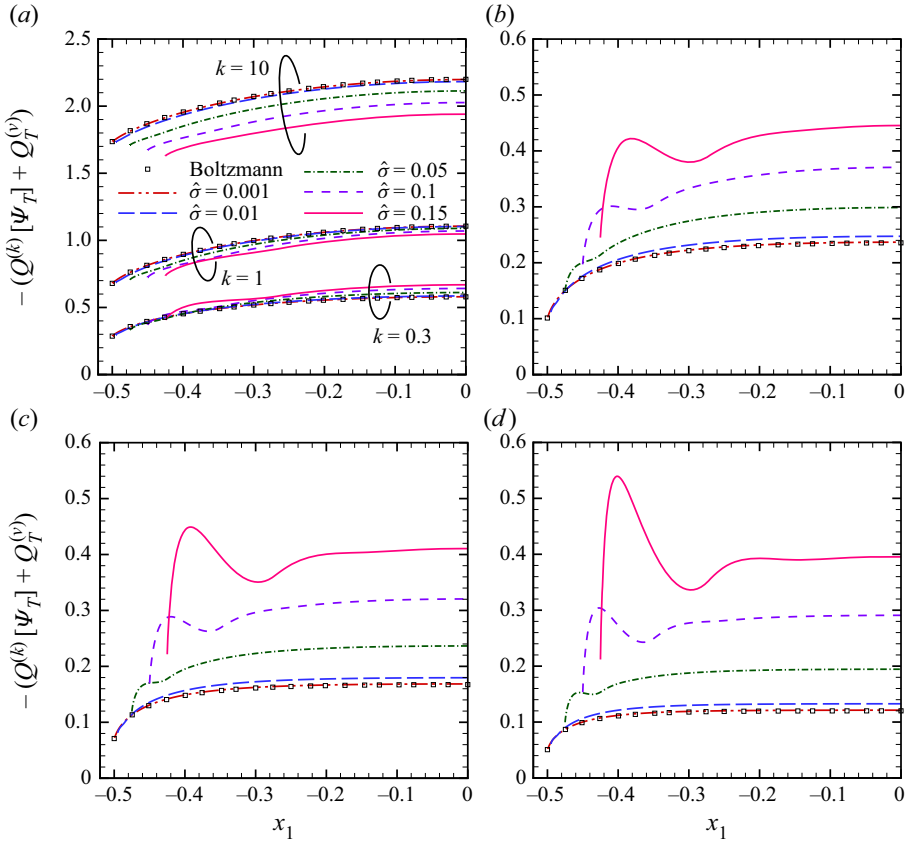 (a)
(b)
2.5
2.0
1.5
1.0
0.5
0
k = 10
Boltzmann
σ̂ = 0.001
σ̂ = 0.01
σ̂ = 0.05
σ̂ = 0.1
σ̂ = 0.15
k = 1
k = 0.3
−0.5 −0.4 −0.3 −0.2 −0.1 0
− (Q^(k) [Ψ_T] + Q_T^(v))
0.6
0.5
0.4
0.3
0.2
0.1
0
−0.5 −0.4 −0.3 −0.2 −0.1 0
(c)
(d)
0.6
0.5
0.4
0.3
0.2
0.1
0
−0.5 −0.4 −0.3 −0.2 −0.1 0
− (Q^(k) [Ψ_T] + Q_T^(v))
x₁
0.6
0.5
0.4
0.3
0.2
0.1
0
−0.5 −0.4 −0.3 −0.2 −0.1 0
x₁